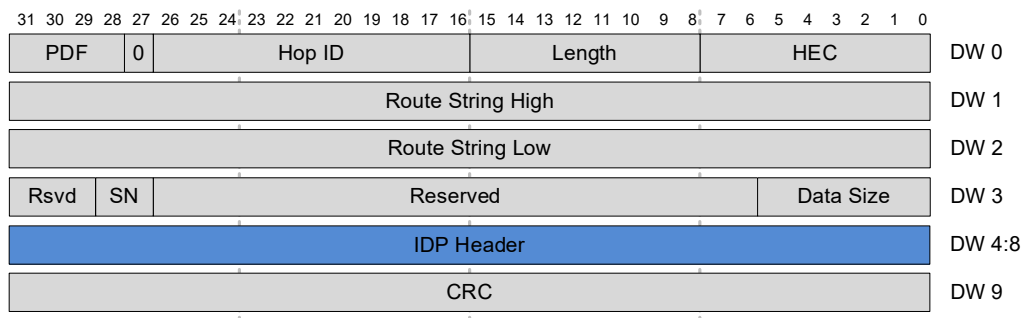 31 30 29 28 27 26 25 24 23 22 21 20 19 18 17 16 15 14 13 12 11 10 9 8 7 6 5 4 3 2 1 0
PDF 0 Hop ID Length HEC DW 0
Route String High DW 1
Route String Low DW 2
Rsvd SN Reserved Data Size DW 3
IDP Header DW 4:8
CRC DW 9